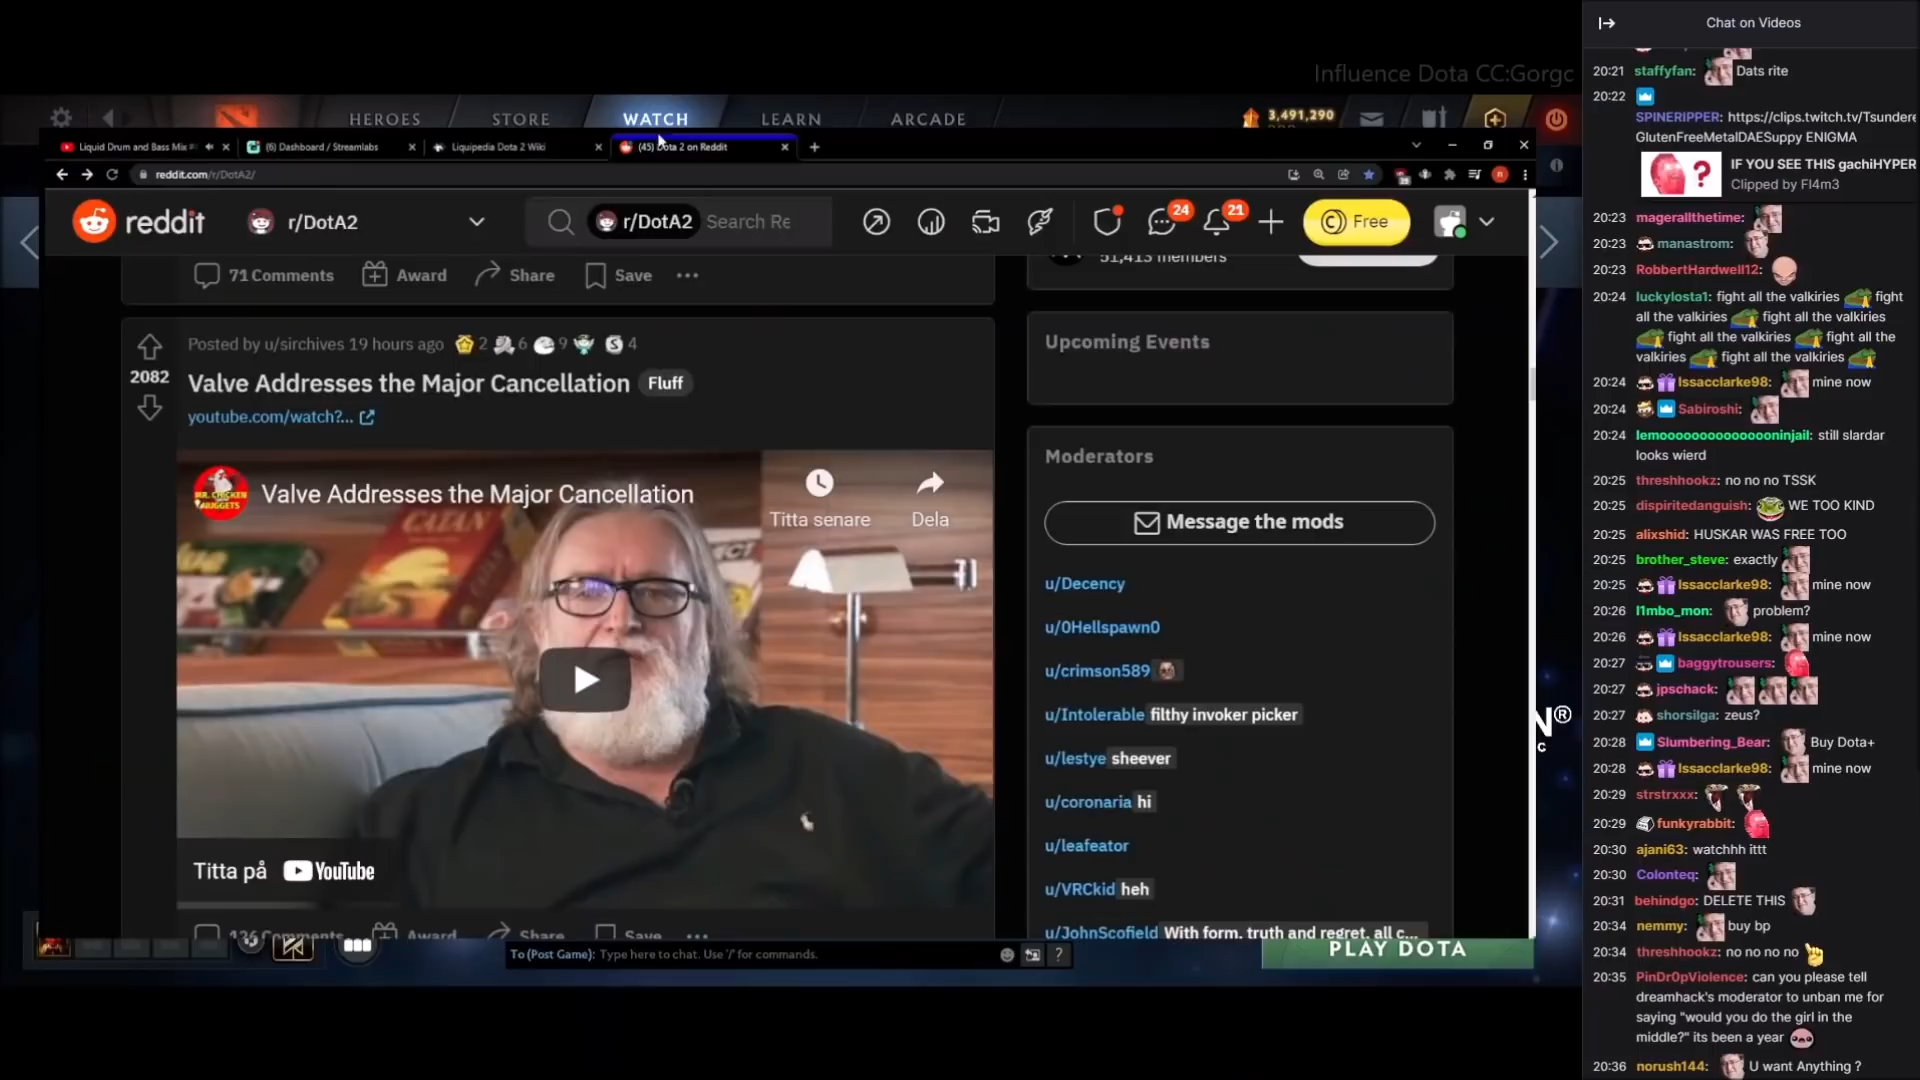 Influence Dota CC:Gorgc
HEROES
STORE
WATCH
LEARN
ARCADE
3,491,290
Liquid Drum and Bass Mix
(6) Dashboard / Streamlabs
Liquipedia Dota 2 Wiki
(45) Dota 2 on Reddit
reddit.com/r/DotA2/
reddit
r/DotA2
r/DotA2
Search Re
24
21
Free
71 Comments
Award
Share
Save
51,413 members
Posted by u/sirchives 19 hours ago
2
6
9
4
2082
Valve Addresses the Major Cancellation
Fluff
youtube.com/watch?...
MR. CHICKEN
NUGGETS
Valve Addresses the Major Cancellation
Titta senare
Dela
CATAN
Titta på
YouTube
136 Comments
Award
Share
Save
Upcoming Events
Moderators
Message the mods
u/Decency
u/0Hellspawn0
u/crimson589
u/Intolerable filthy invoker picker
u/lestye sheever
u/coronaria hi
u/leafeator
u/VRCkid heh
u/JohnScofield With form, truth and regret, all c...
N®
To (Post Game): Type here to chat. Use '/' for commands.
?
PLAY DOTA
Chat on Videos
20:21 staffyfan: Dats rite
20:22
SPINERIPPER: https://clips.twitch.tv/Tsundere
GlutenFreeMetalDAESuppy ENIGMA
IF YOU SEE THIS gachiHYPER
Clipped by Fl4m3
20:23 magerallthetime:
20:23 manastrom:
20:23 RobbertHardwell12:
20:24 luckylosta1: fight all the valkiries fight
all the valkiries fight all the valkiries
fight all the valkiries fight all the
valkiries fight all the valkiries
20:24 Issacclarke98: mine now
20:24 Sabiroshi:
20:24 lemoooooooooooooooninjail: still slardar
looks wierd
20:25 threshhookz: no no no TSSK
20:25 dispiritedanguish: WE TOO KIND
20:25 alixshid: HUSKAR WAS FREE TOO
20:25 brother_steve: exactly
20:25 Issacclarke98: mine now
20:26 l1mbo_mon: problem?
20:26 Issacclarke98: mine now
20:27 baggytrousers:
20:27 jpschack:
20:27 shorsilga: zeus?
20:28 Slumbering_Bear: Buy Dota+
20:28 Issacclarke98: mine now
20:29 strstrxxx:
20:29 funkyrabbit:
20:30 ajani63: watchhh ittt
20:30 Colonteq:
20:31 behindgo: DELETE THIS
20:34 nemmy: buy bp
20:34 threshhookz: no no no no
20:35 PinDr0pViolence: can you please tell
dreamhack's moderator to unban me for
saying "would you do the girl in the
middle?" its been a year
20:36 norush144: U want Anything ?